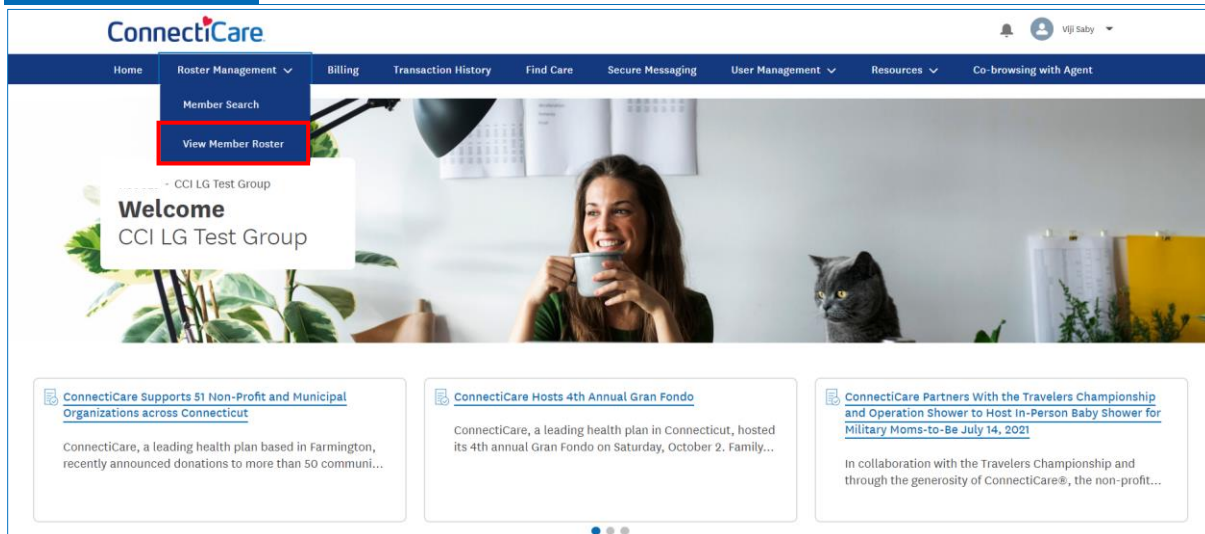 ConnectiCare
Viji Saby
Home Roster Management Billing Transaction History Find Care Secure Messaging User Management Resources Co-browsing with Agent
Member Search
View Member Roster
- CCI LG Test Group
Welcome
CCI LG Test Group
ConnectiCare Supports 51 Non-Profit and Municipal
Organizations across Connecticut
ConnectiCare, a leading health plan based in Farmington,
recently announced donations to more than 50 communi...
ConnectiCare Hosts 4th Annual Gran Fondo
ConnectiCare, a leading health plan in Connecticut, hosted
its 4th annual Gran Fondo on Saturday, October 2. Family...
ConnectiCare Partners With the Travelers Championship
and Operation Shower to Host In-Person Baby Shower for
Military Moms-to-Be July 14, 2021
In collaboration with the Travelers Championship and
through the generosity of ConnectiCare®, the non-profit...